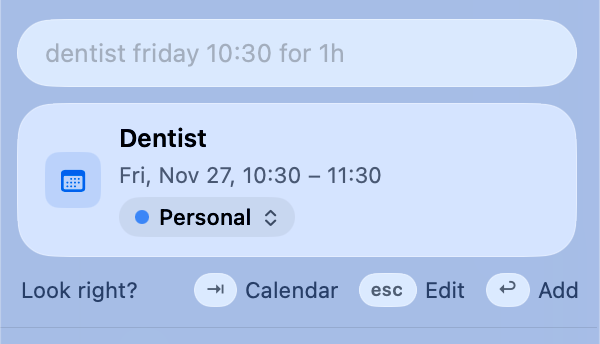 dentist friday 10:30 for 1h
Dentist
Fri, Nov 27, 10:30 – 11:30
Personal
Look right? Calendar esc Edit Add